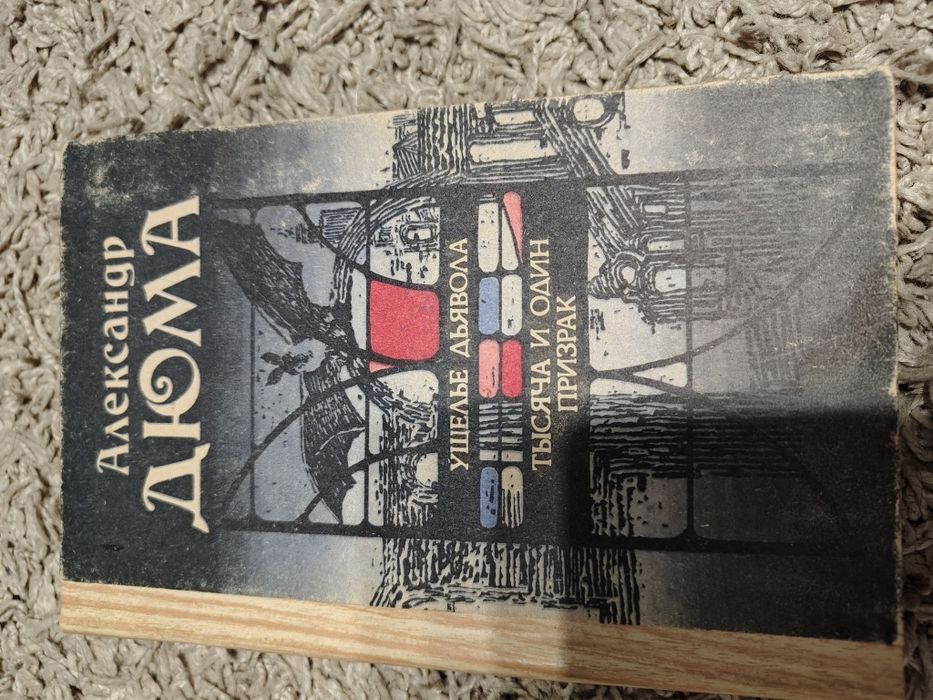 Александр
ДЮМА
УЩЕЛЬЕ ДЬЯВОЛА
ТЫСЯЧА И ОДИН
ПРИЗРАК